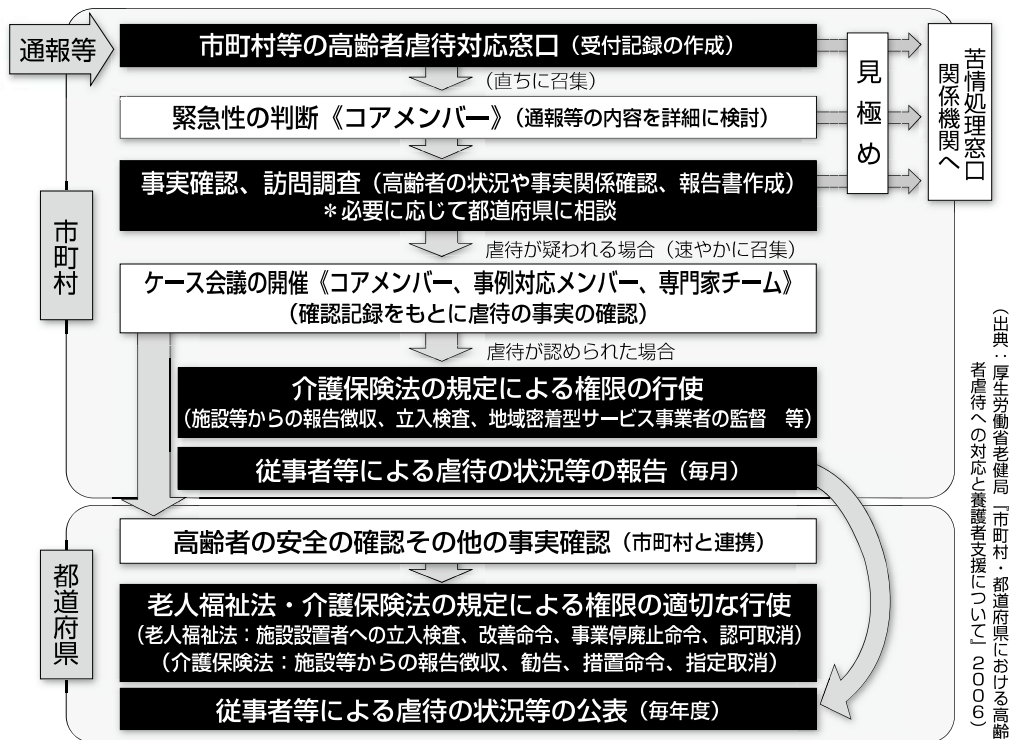 通報等
市町村等の高齢者虐待対応窓口（受付記録の作成）
（直ちに召集）
緊急性の判断《コアメンバー》（通報等の内容を詳細に検討）
事実確認、訪問調査（高齢者の状況や事実関係確認、報告書作成）
＊必要に応じて都道府県に相談
見極め
苦情処理窓口
関係機関へ
市町村
虐待が疑われる場合（速やかに召集）
ケース会議の開催《コアメンバー、事例対応メンバー、専門家チーム》
（確認記録をもとに虐待の事実の確認）
虐待が認められた場合
介護保険法の規定による権限の行使
（施設等からの報告徴収、立入検査、地域密着型サービス事業者の監督　等）
従事者等による虐待の状況等の報告（毎月）
都道府県
高齢者の安全の確認その他の事実確認（市町村と連携）
老人福祉法・介護保険法の規定による権限の適切な行使
（老人福祉法：施設設置者への立入検査、改善命令、事業停廃止命令、認可取消）
（介護保険法：施設等からの報告徴収、勧告、措置命令、指定取消）
従事者等による虐待の状況等の公表（毎年度）
（出典：厚生労働省老健局『市町村・都道府県における高齢
者虐待への対応と養護者支援について』2006）